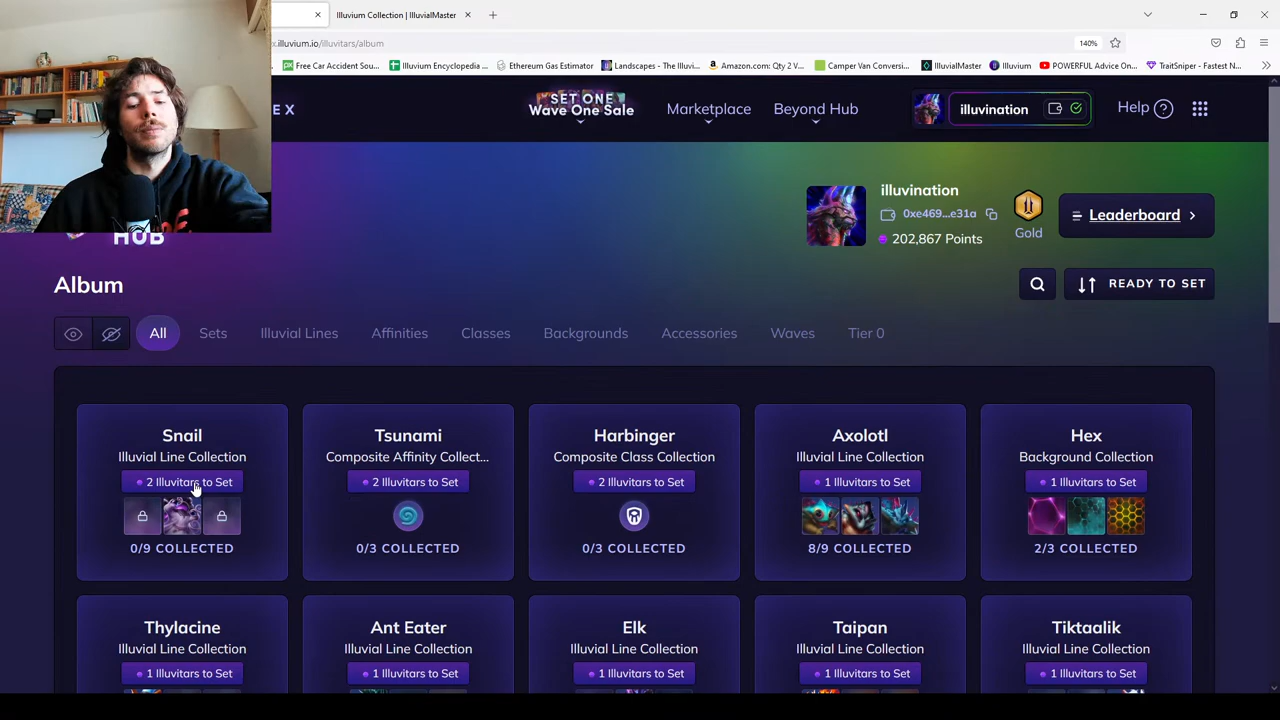 Illuvium Collection | IlluvialMaster
x.illuvium.io/illuvitars/album
140%
Free Car Accident Sou...
Illuvium Encyclopedia ...
Ethereum Gas Estimator
Landscapes - The Illuvi...
Amazon.com: Qty 2 V...
Camper Van Conversi...
IlluvialMaster
Illuvium
POWERFUL Advice On...
TraitSniper - Fastest N...
EX
SET ONE
Wave One Sale
Marketplace
Beyond Hub
illuvination
Help
HUB
illuvination
0xe469...e31a
202,867 Points
Gold
Leaderboard
Album
READY TO SET
All
Sets
Illuvial Lines
Affinities
Classes
Backgrounds
Accessories
Waves
Tier 0
Snail
Illuvial Line Collection
2 Illuvitars to Set
0/9 COLLECTED
Tsunami
Composite Affinity Collect...
2 Illuvitars to Set
0/3 COLLECTED
Harbinger
Composite Class Collection
2 Illuvitars to Set
0/3 COLLECTED
Axolotl
Illuvial Line Collection
1 Illuvitars to Set
8/9 COLLECTED
Hex
Background Collection
1 Illuvitars to Set
2/3 COLLECTED
Thylacine
Illuvial Line Collection
1 Illuvitars to Set
Ant Eater
Illuvial Line Collection
1 Illuvitars to Set
Elk
Illuvial Line Collection
1 Illuvitars to Set
Taipan
Illuvial Line Collection
1 Illuvitars to Set
Tiktaalik
Illuvial Line Collection
1 Illuvitars to Set